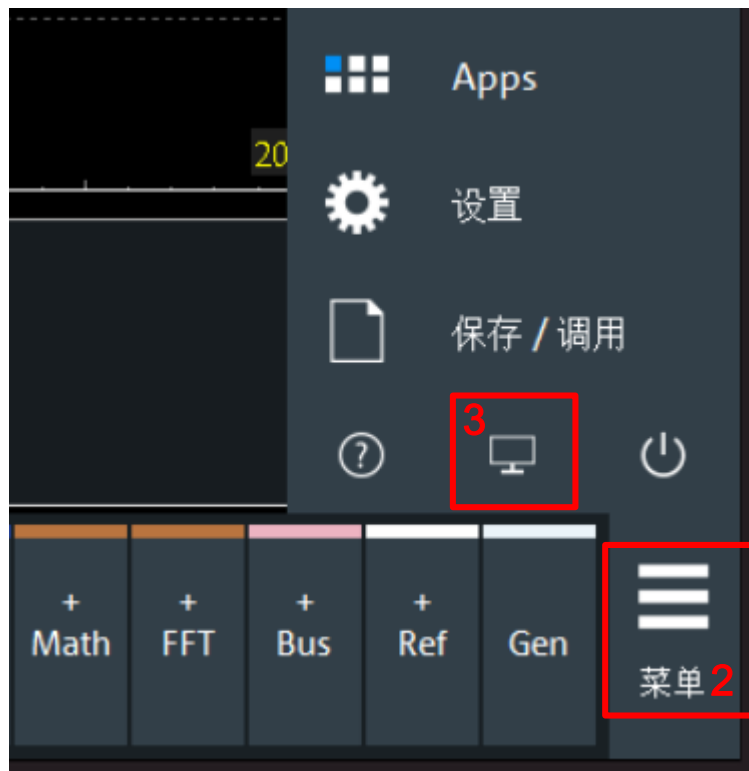 Apps
20
设置
保存 / 调用
3
?
+ Math
+ FFT
+ Bus
+ Ref
Gen
菜单 2